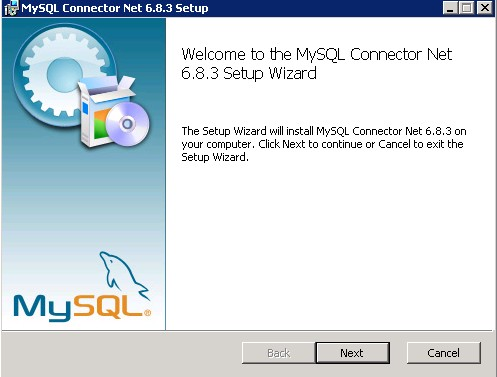 MySQL Connector Net 6.8.3 Setup
Welcome to the MySQL Connector Net
6.8.3 Setup Wizard
The Setup Wizard will install MySQL Connector Net 6.8.3 on
your computer. Click Next to continue or Cancel to exit the
Setup Wizard.
MySQL®
Back Next Cancel